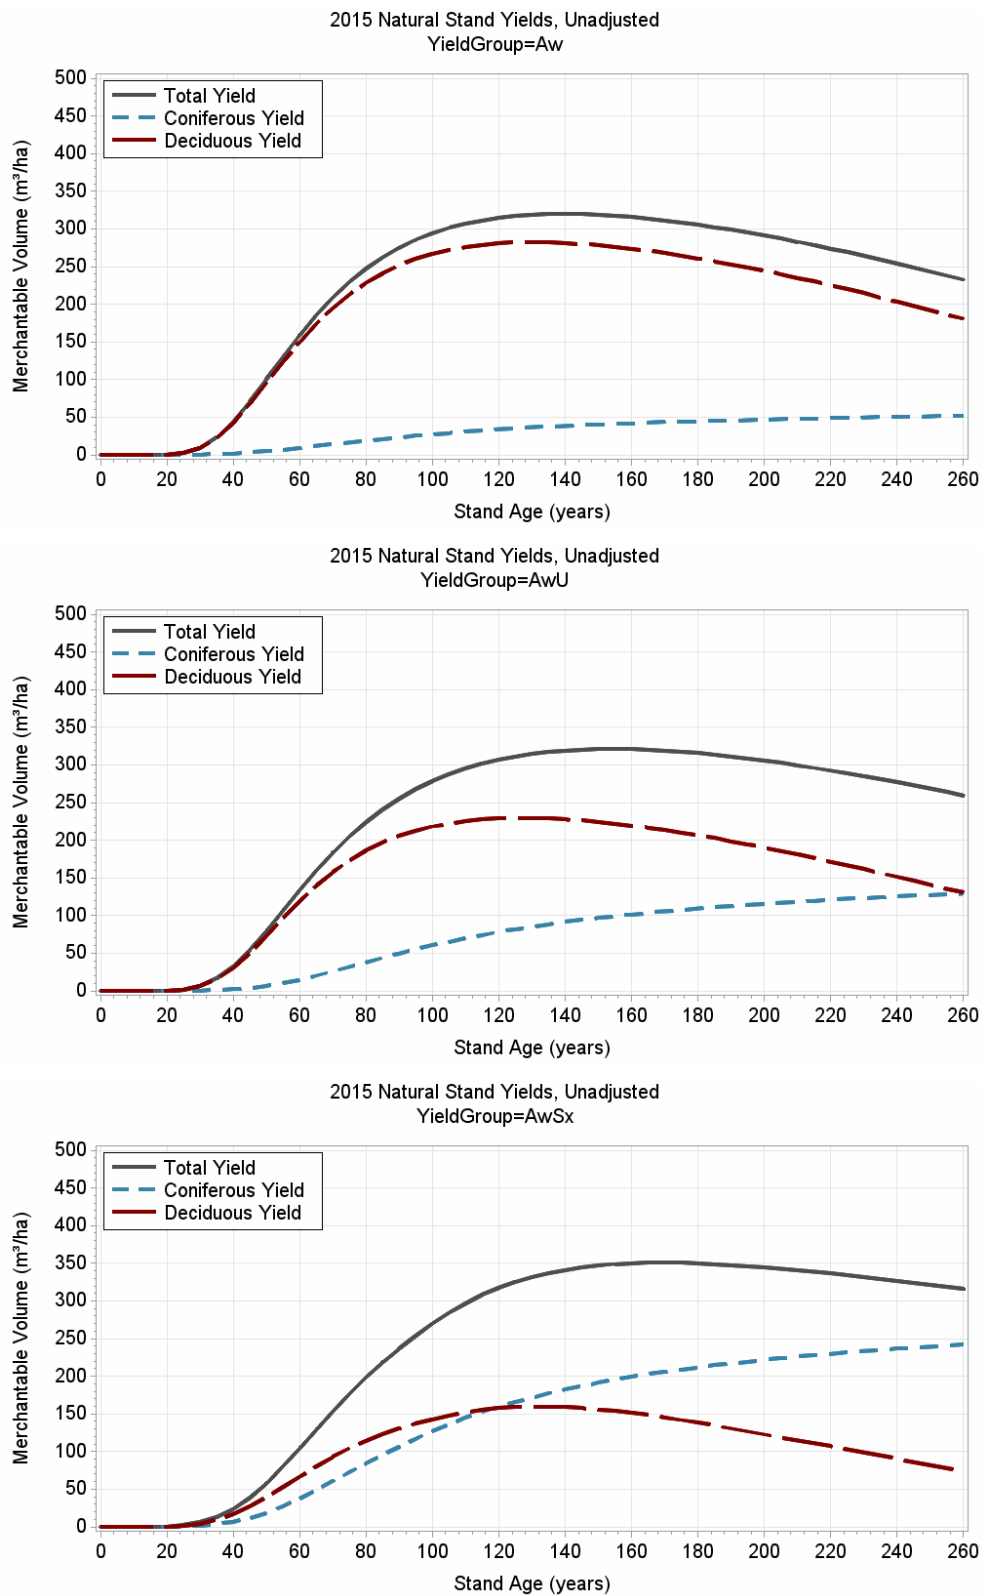 2015 Natural Stand Yields, Unadjusted
YieldGroup=Aw
Total Yield
Coniferous Yield
Deciduous Yield
Merchantable Volume (m³/ha)
500
450
400
350
300
250
200
150
100
50
0
0 20 40 60 80 100 120 140 160 180 200 220 240 260
Stand Age (years)
2015 Natural Stand Yields, Unadjusted
YieldGroup=AwU
Total Yield
Coniferous Yield
Deciduous Yield
Merchantable Volume (m³/ha)
500
450
400
350
300
250
200
150
100
50
0
0 20 40 60 80 100 120 140 160 180 200 220 240 260
Stand Age (years)
2015 Natural Stand Yields, Unadjusted
YieldGroup=AwSx
Total Yield
Coniferous Yield
Deciduous Yield
Merchantable Volume (m³/ha)
500
450
400
350
300
250
200
150
100
50
0
0 20 40 60 80 100 120 140 160 180 200 220 240 260
Stand Age (years)